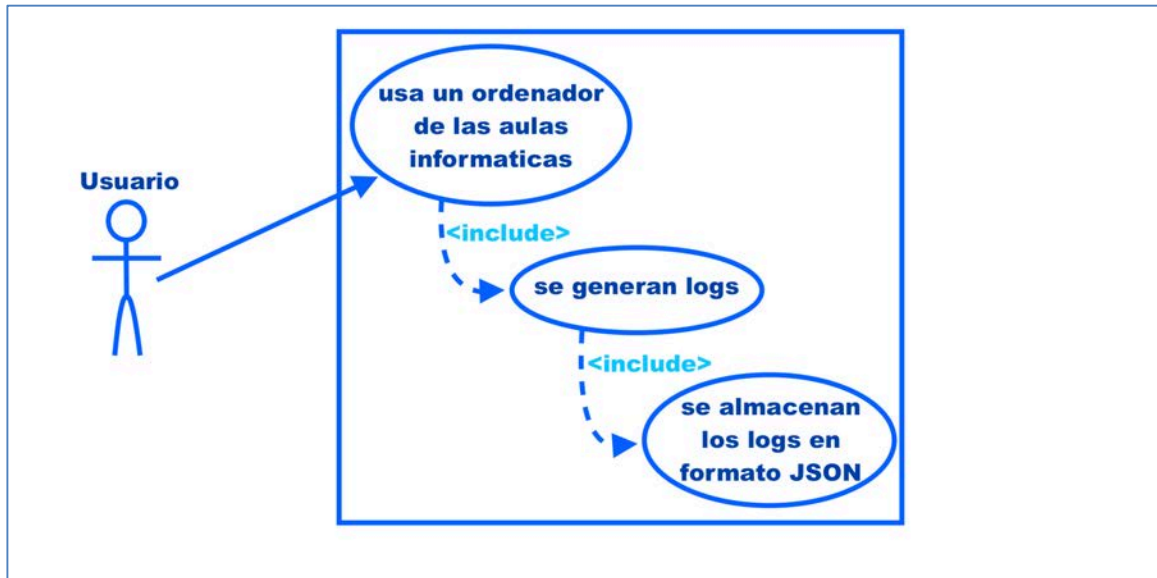 usa un ordenador
de las aulas
informaticas
Usuario
<include>
se generan logs
<include>
se almacenan
los logs en
formato JSON